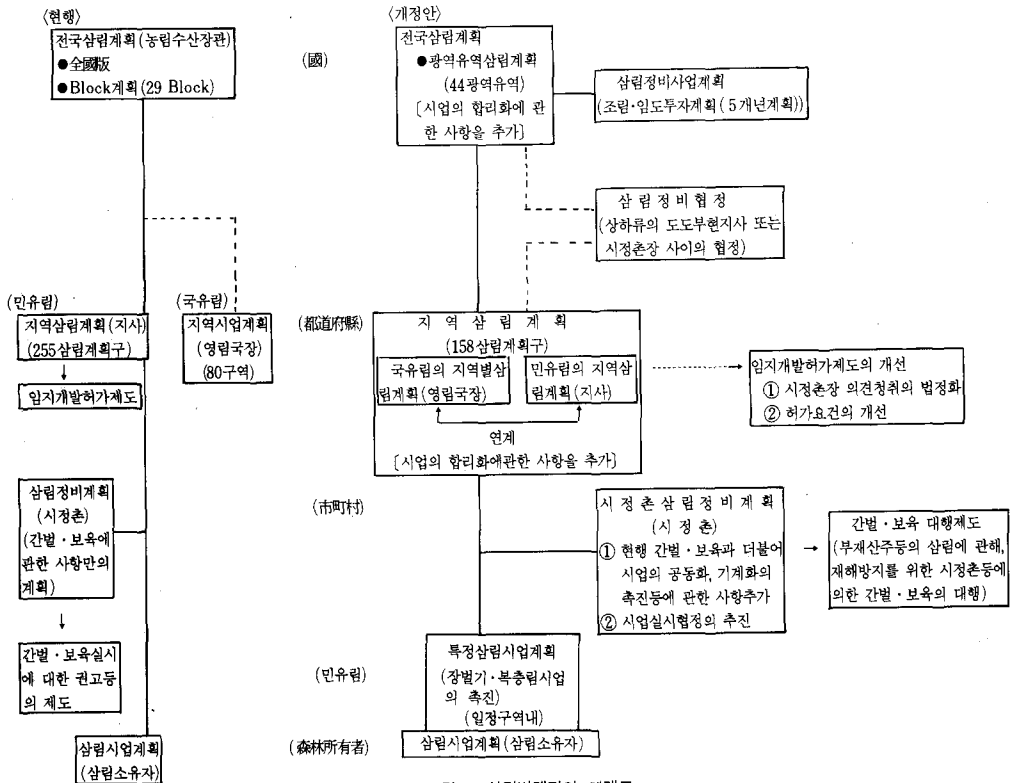 〈현행〉
전국삼림계획(농림수산장관)
●全國版
●Block계획(29 Block)
(민유림)
지역삼림계획(지사)
(255삼림계획구)
임지개발허가제도
(국유림)
지역시업계획
(영림국장)
(80구역)
삼림정비계획
(시정촌)
(간벌·보육에
관한 사항만의
계획)
간벌·보육실시
에 대한 권고등
의 제도
삼림시업계획
(삼림소유자)
〈개정안〉
(國)
전국삼림계획
●광역유역삼림계획
(44광역유역)
〔시업의 합리화에 관
한 사항을 추가〕
삼림정비사업계획
(조림·임도투자계획(5개년계획))
삼림정비협정
(상하류의 도도부현지사 또는
시정촌장 사이의 협정)
(都道府縣)
지역삼림계획
(158삼림계획구)
국유림의 지역별삼
림계획(영림국장)
민유림의 지역삼
림계획(지사)
연계
〔시업의 합리화에관한 사항을 추가〕
임지개발허가제도의 개선
① 시정촌장 의견청취의 법정화
② 허가요건의 개선
(市町村)
시정촌삼림정비계획
(시정촌)
① 현행 간벌·보육과 더불어
시업의 공동화, 기계화의
촉진등에 관한 사항추가
② 시업실시협정의 추진
간벌·보육 대행제도
(부재산주등의 삼림에 관해,
재해방지를 위한 시정촌등에
의한 간벌·보육의 대행)
(민유림)
특정삼림시업계획
(장벌기·복층림시업
의 촉진)
(일정구역내)
(森林所有者)
삼림시업계획(삼림소유자)